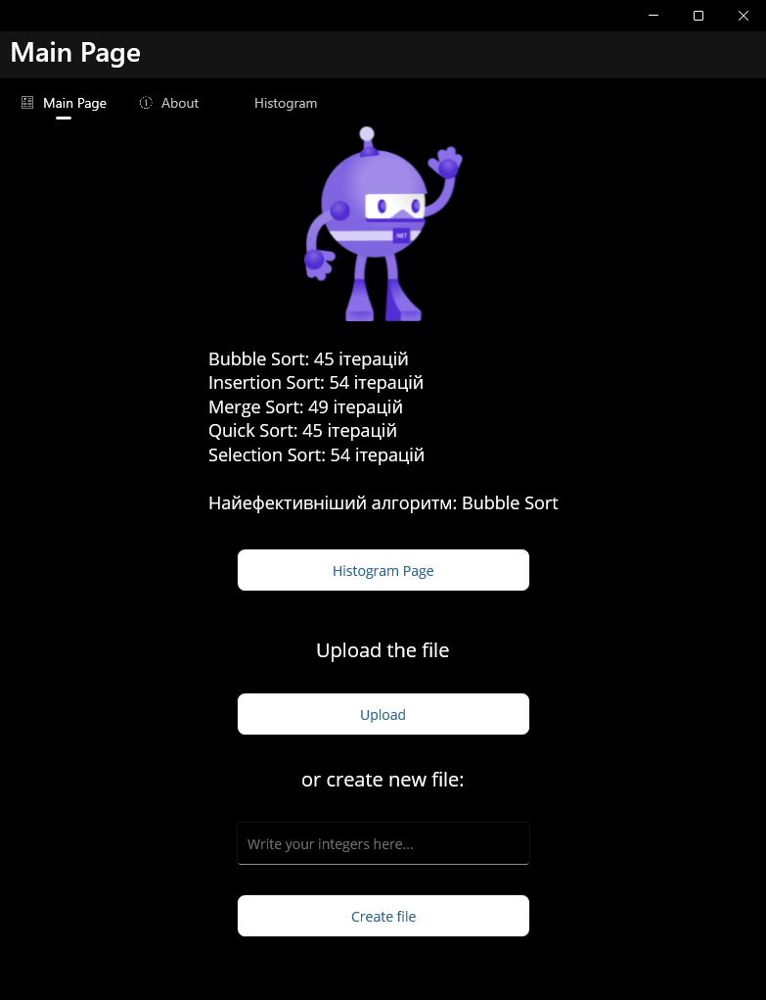 Main Page
Main Page
About
Histogram
.NET
Bubble Sort: 45 ітерацій
Insertion Sort: 54 ітерацій
Merge Sort: 49 ітерацій
Quick Sort: 45 ітерацій
Selection Sort: 54 ітерацій
Найефективніший алгоритм: Bubble Sort
Histogram Page
Upload the file
Upload
or create new file:
Write your integers here...
Create file